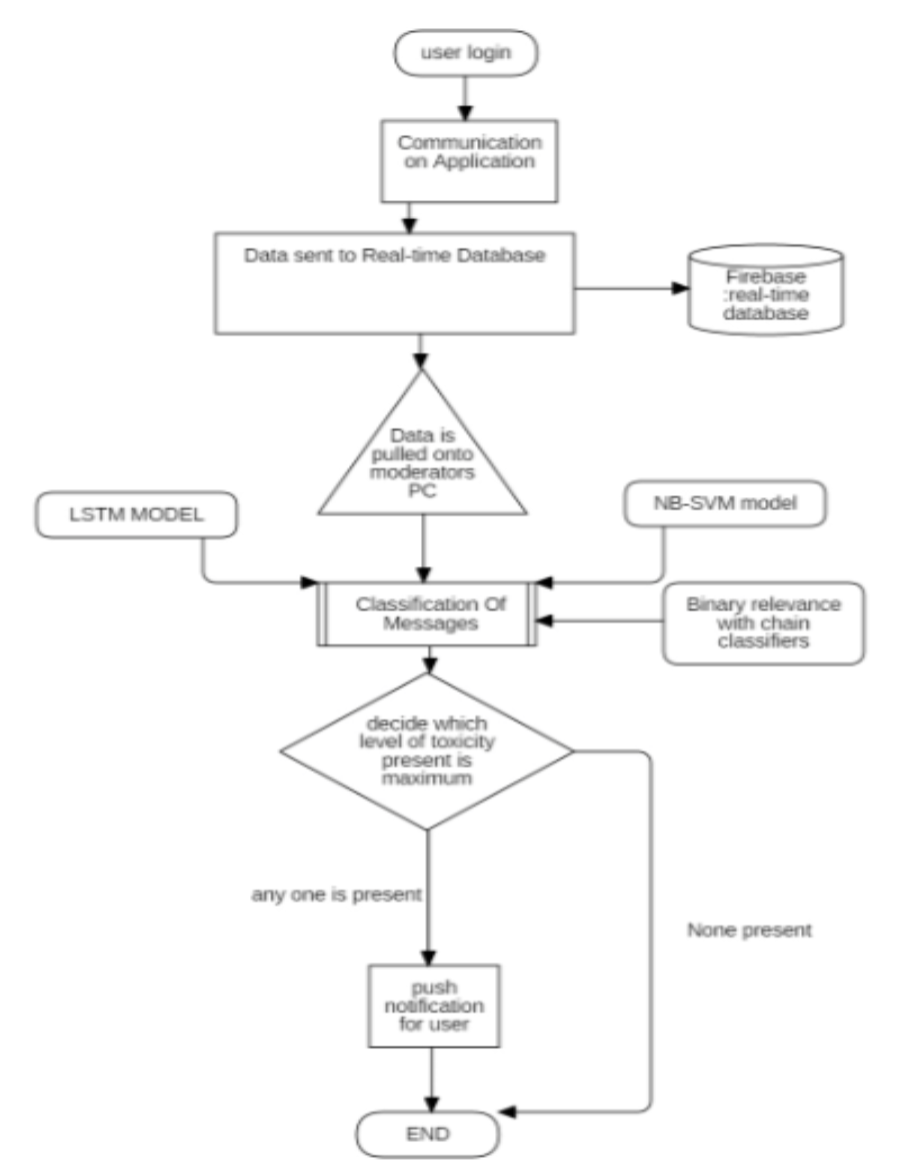 user login
Communication
on Application
Data sent to Real-time Database
Firebase
:real-time
database
Data is
pulled onto
moderators
PC
LSTM MODEL
NB-SVM model
Classification Of
Messages
Binary relevance
with chain
classifiers
decide which
level of toxicity
present is
maximum
any one is present
None present
push
notification
for user
END